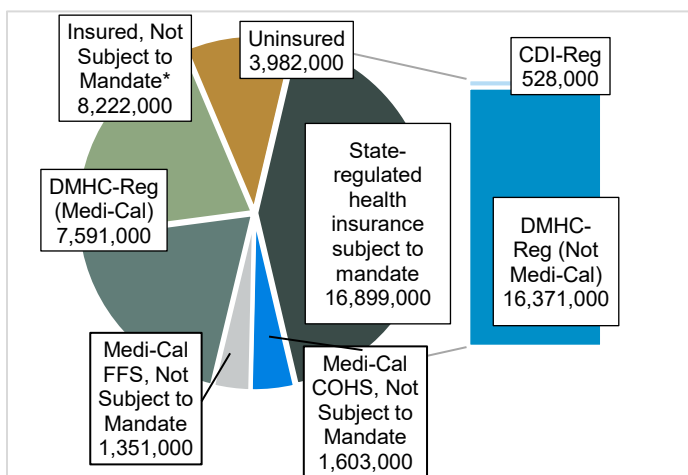 Insured, Not
Subject to
Mandate*
8,222,000
Uninsured
3,982,000
CDI-Reg
528,000
DMHC-Reg
(Medi-Cal)
7,591,000
State-
regulated
health
insurance
subject to
mandate
16,899,000
DMHC-
Reg (Not
Medi-Cal)
16,371,000
Medi-Cal
FFS, Not
Subject to
Mandate
1,351,000
Medi-Cal
COHS, Not
Subject to
Mandate
1,603,000